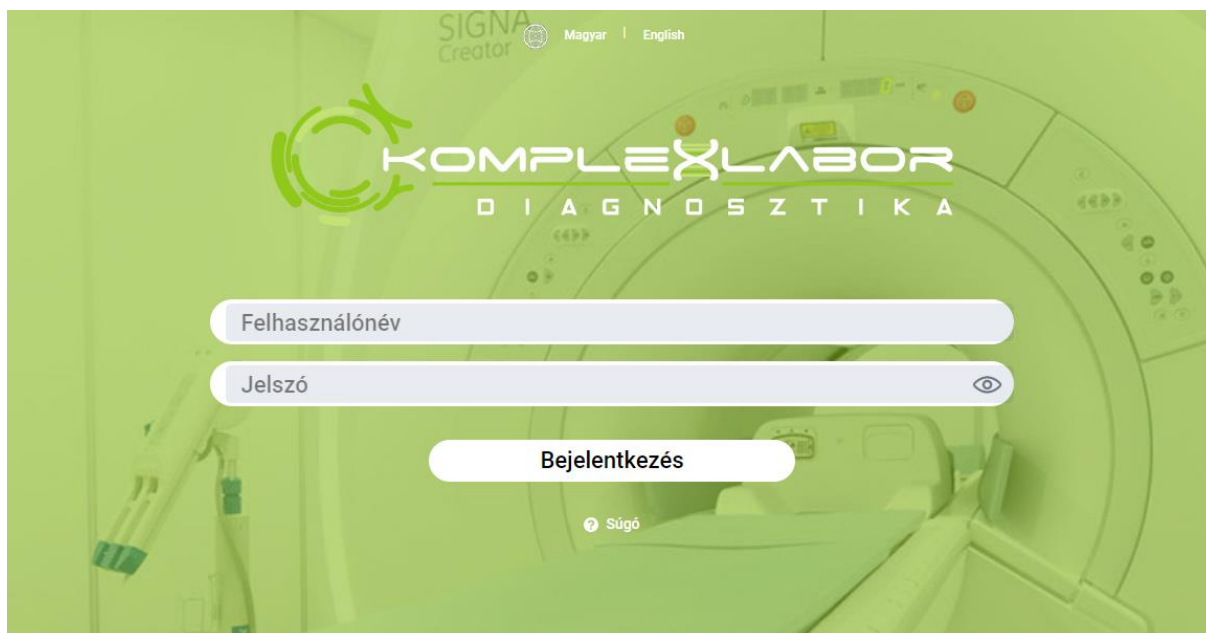 SIGNA
Creator
Magyar | English
KOMPLEXLABOR
DIAGNOSZTIKA
Felhasználónév
Jelszó
Bejelentkezés
Súgó